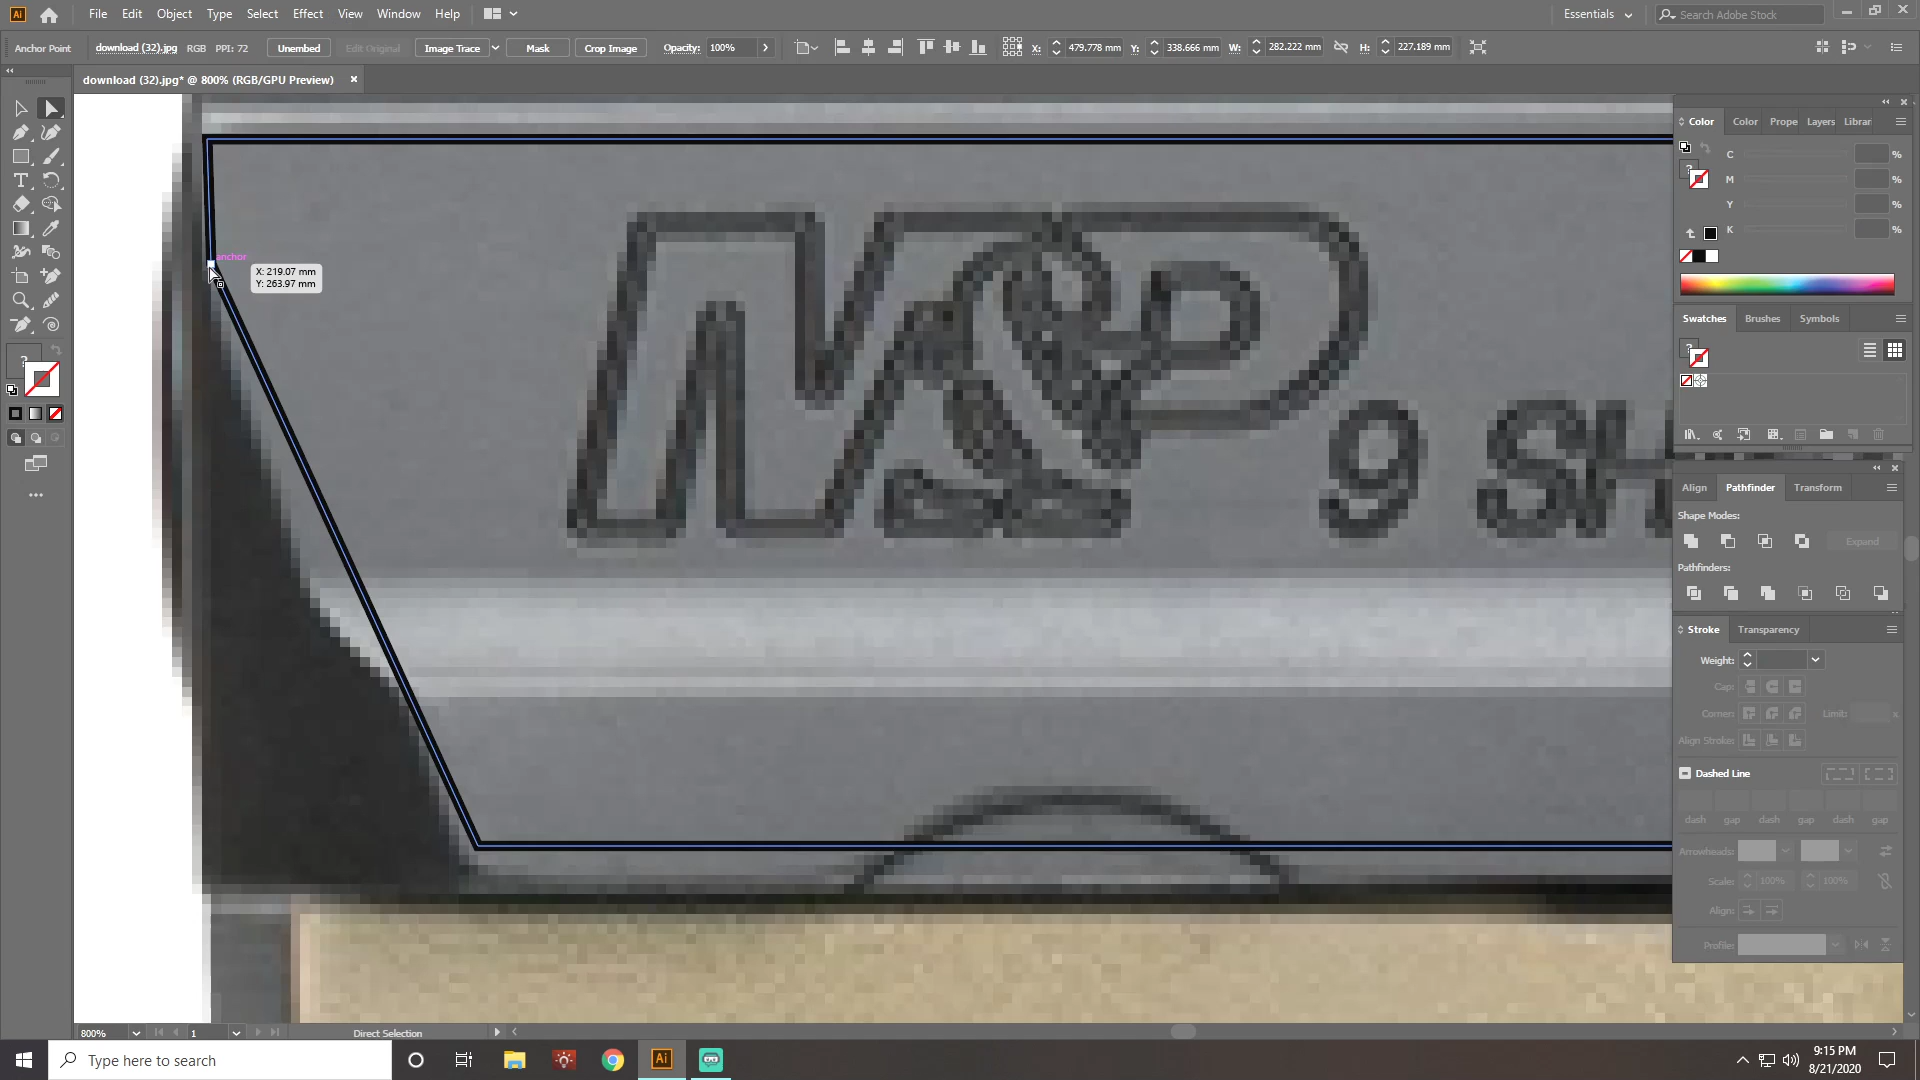 Ai File Edit Object Type Select Effect View Window Help Essentials Search Adobe Stock
Anchor Point download (32).jpg RGB PPI: 72 Unembed Edit Original Image Trace Mask Crop Image Opacity: 100% X: 479.778 mm Y: 338.666 mm W: 282.222 mm H: 227.189 mm
download (32).jpg* @ 800% (RGB/GPU Preview)
Color Color Prope Layers Librar
C %
M %
Y %
K %
anchor
X: 219.07 mm
Y: 263.97 mm
Swatches Brushes Symbols
?
9 SH
Align Pathfinder Transform
Shape Modes:
Expand
Pathfinders:
Stroke Transparency
Weight:
Cap:
Corner: Limit: x
Align Stroke:
Dashed Line
dash gap dash gap dash gap
Arrowheads:
Scale: 100% 100%
Align:
Profile:
800% 1 Direct Selection
Type here to search
Ai
9:15 PM
8/21/2020